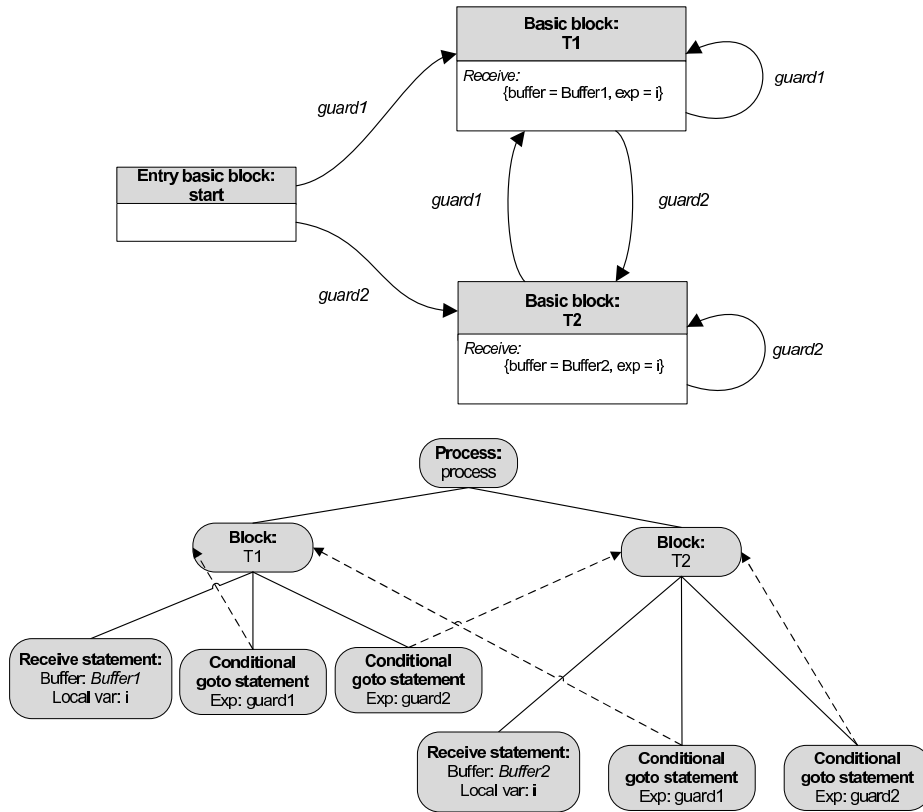 Basic block:
T1
Receive:
{buffer = Buffer1, exp = i}
guard1
guard1
Entry basic block:
start
guard1
guard2
guard2
Basic block:
T2
Receive:
{buffer = Buffer2, exp = i}
guard2
Process:
process
Block:
T1
Block:
T2
Receive statement:
Buffer: Buffer1
Local var: i
Conditional
goto statement
Exp: guard1
Conditional
goto statement
Exp: guard2
Receive statement:
Buffer: Buffer2
Local var: i
Conditional
goto statement
Exp: guard1
Conditional
goto statement
Exp: guard2